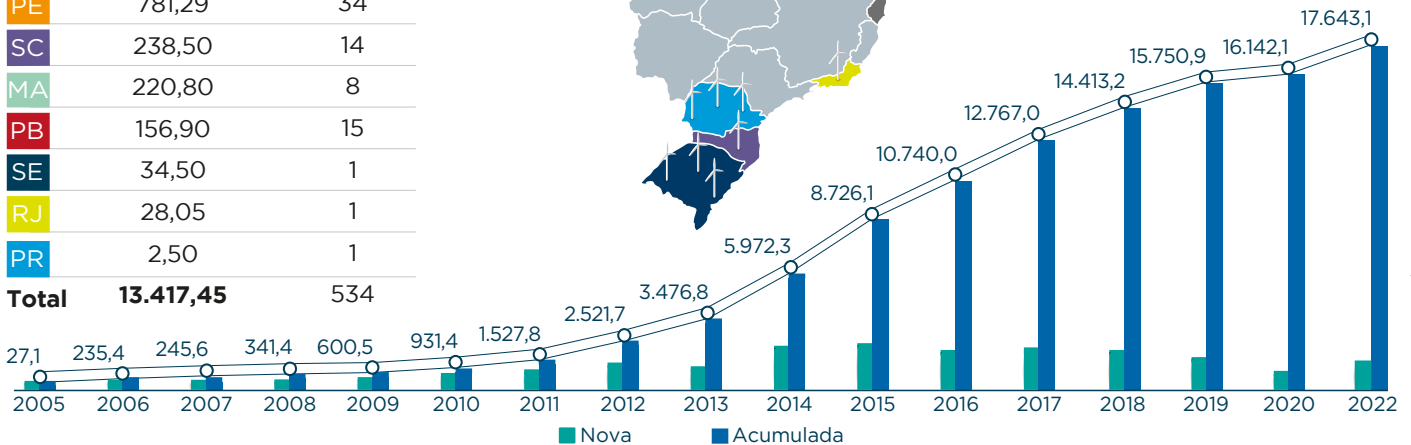 PE 781,29 34
SC 238,50 14
MA 220,80 8
PB 156,90 15
SE 34,50 1
RJ 28,05 1
PR 2,50 1
Total 13.417,45 534
27,1 235,4 245,6 341,4 600,5 931,4 1.527,8 2.521,7 3.476,8 5.972,3 8.726,1 10.740,0 12.767,0 14.413,2 15.750,9 16.142,1 17.643,1
2005 2006 2007 2008 2009 2010 2011 2012 2013 2014 2015 2016 2017 2018 2019 2020 2022
Nova Acumulada